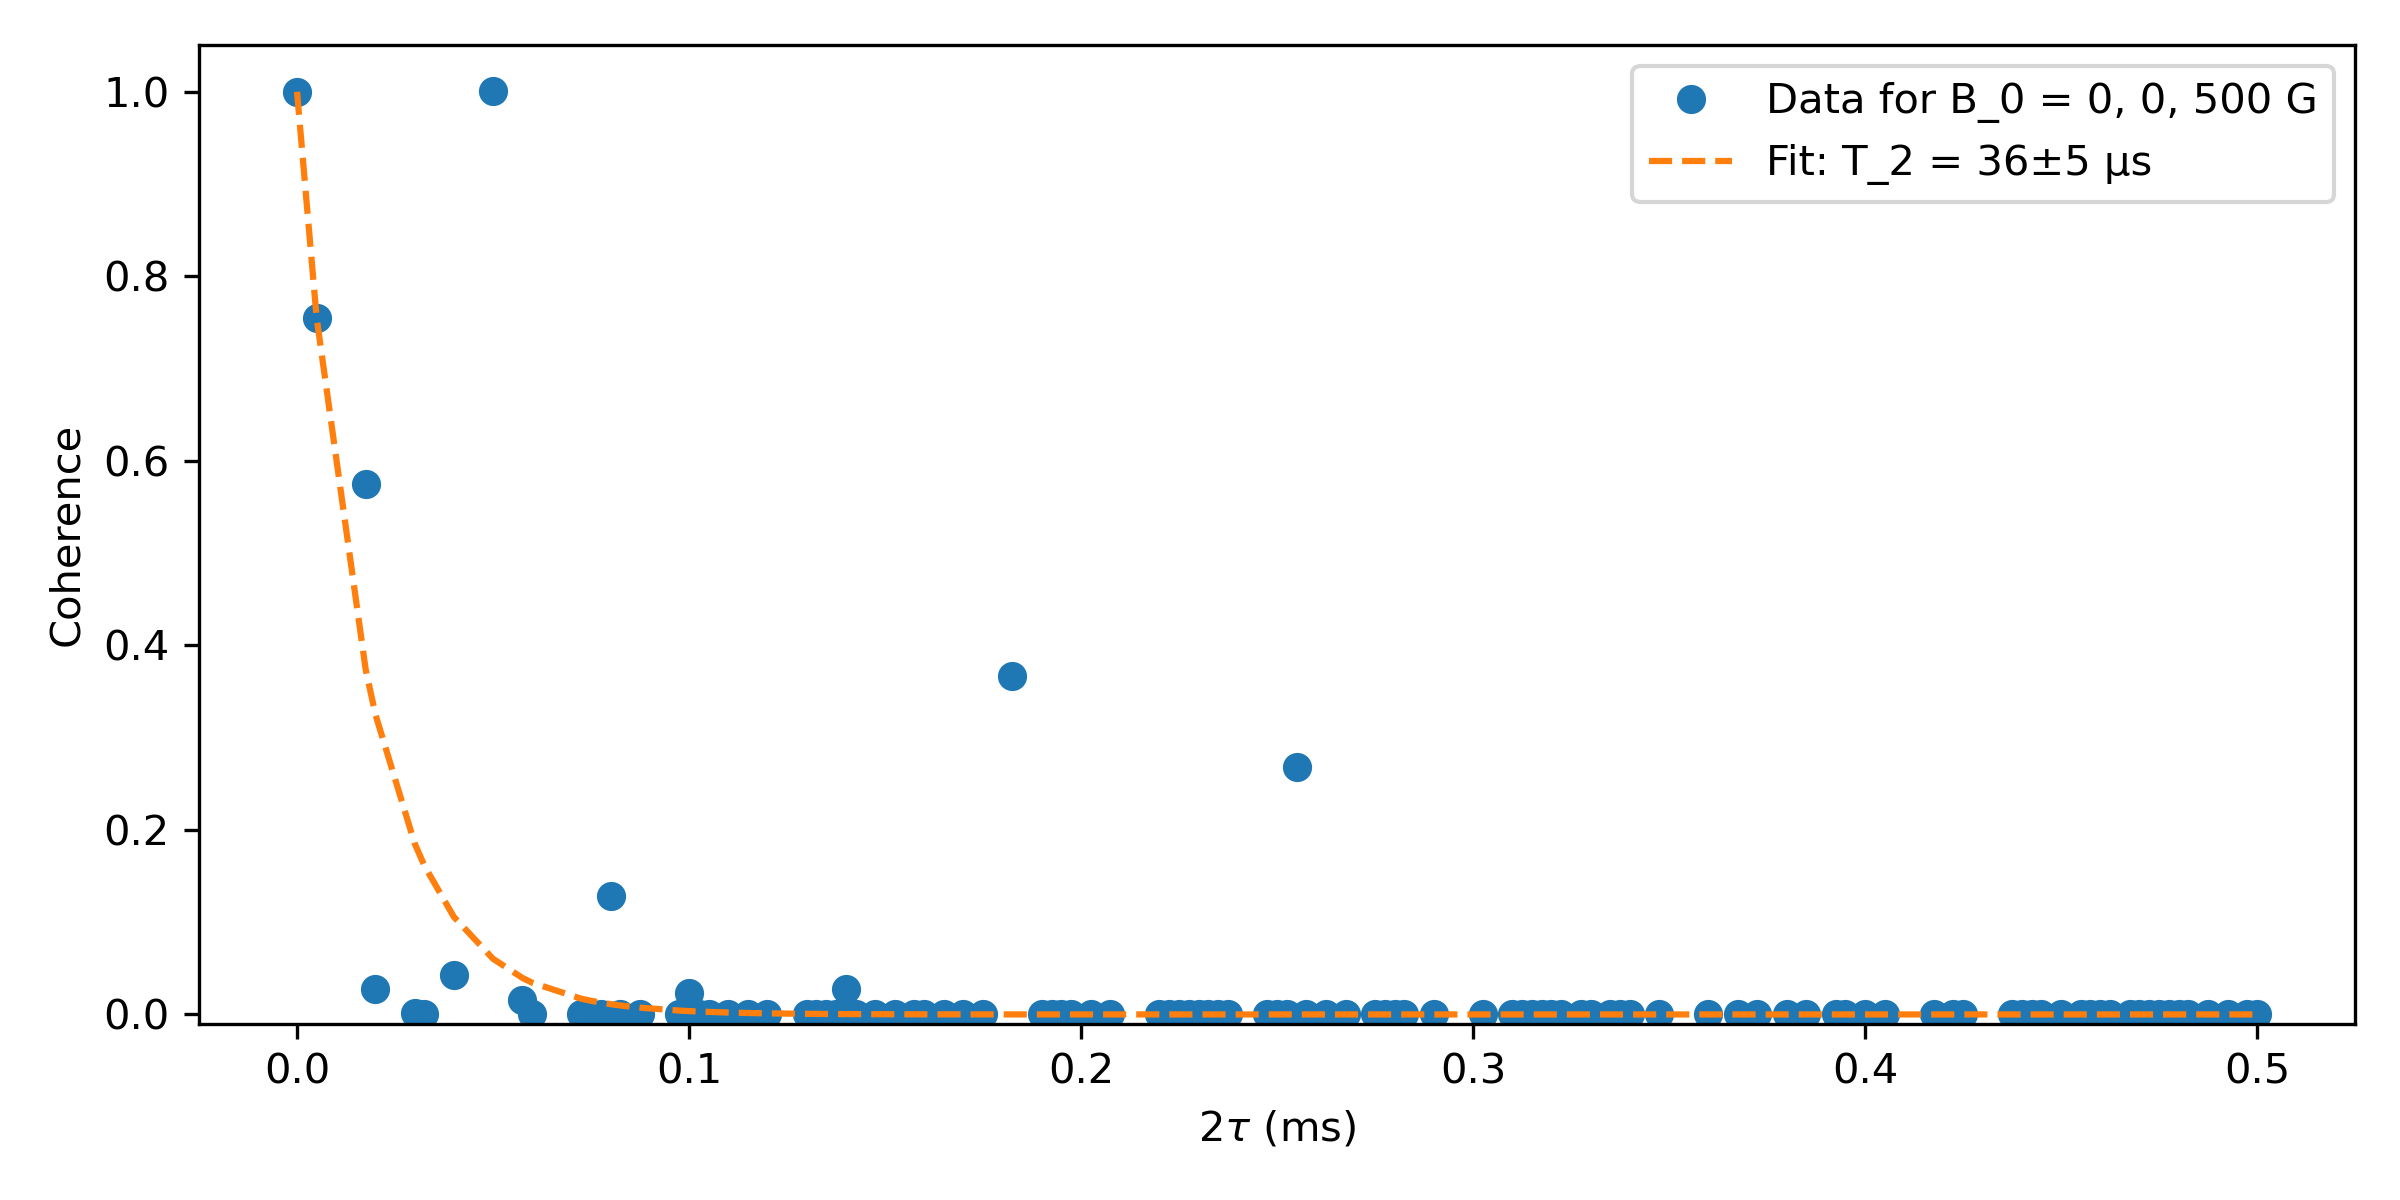 Data for B_0 = 0, 0, 500 G
Fit: T_2 = 36±5 µs
Coherence
1.0
0.8
0.6
0.4
0.2
0.0
0.0 0.1 0.2 0.3 0.4 0.5
2τ (ms)